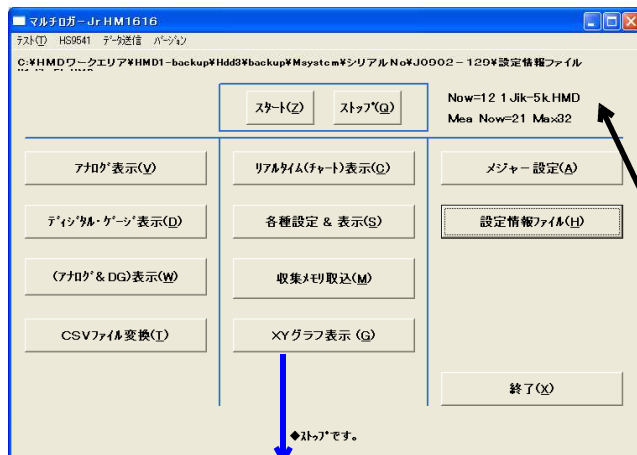 マルチロガーJr HM1616
テスト(T) HS9541 データ送信 バージョン
C:¥HMDワークエリア¥HMD1-backup¥Hdd3¥backup¥Msystem¥シリアルNo¥J0902-129¥設定情報ファイル
スタート(Z) ストップ(Q)
Now=12 1 Jik-5k.HMD
Mea Now=21 Max32
アナログ表示(V) リアルタイム(チャート)表示(C) メジャー設定(A)
ディジタル・ゲージ表示(D) 各種設定 & 表示(S) 設定情報ファイル(H)
(アナログ& DG)表示(W) 収集メモリ取込(M)
CSVファイル変換(T) XYグラフ表示 (G)
終了(X)
◆ストップです。